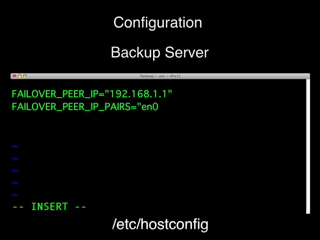 Configuration
Backup Server
FAILOVER_PEER_IP="192.168.1.1"
FAILOVER_PEER_IP_PAIRS="en0
~
~
~
~
~
-- INSERT --
/etc/hostconfig